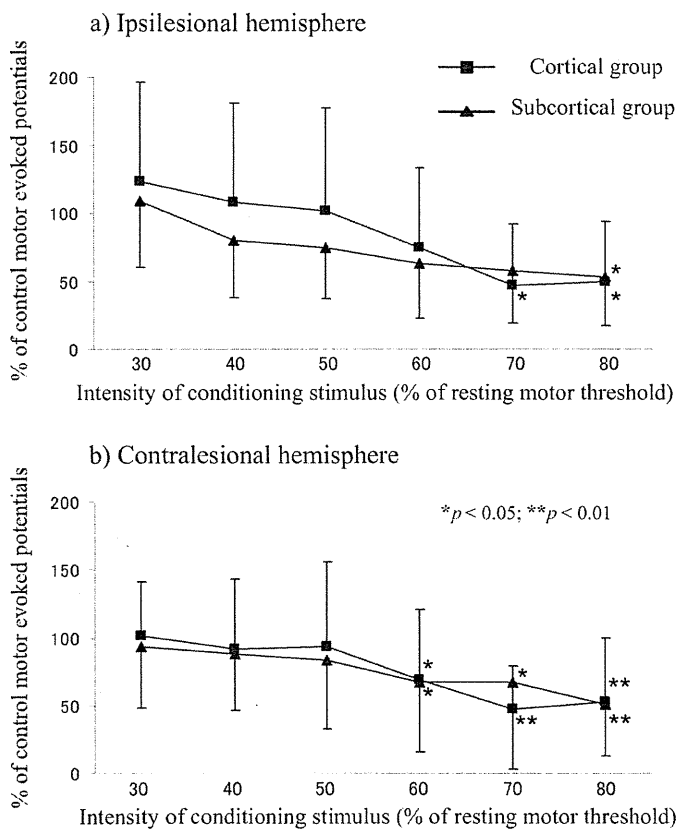 a) Ipsilesional hemisphere
Cortical group
Subcortical group
% of control motor evoked potentials
200
150
100
50
0
*
*
*
30 40 50 60 70 80
Intensity of conditioning stimulus (% of resting motor threshold)
b) Contralesional hemisphere
*p < 0.05; **p < 0.01
% of control motor evoked potentials
200
150
100
50
0
*
*
*
**
**
**
30 40 50 60 70 80
Intensity of conditioning stimulus (% of resting motor threshold)